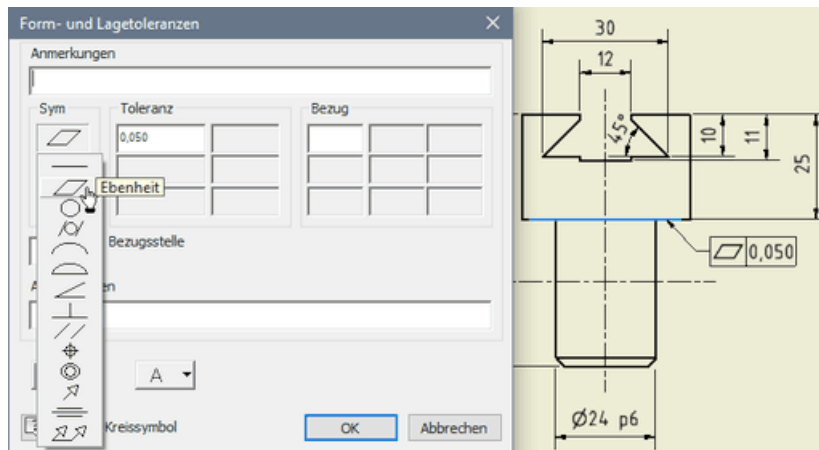 Form- und Lagetoleranzen
Anmerkungen
Sym Toleranz Bezug
0,050
Ebenheit
Bezugsstelle
A en
A
Kreissymbol
OK Abbrechen
30
12
45°
10
11
25
0,050
Ø24 p6